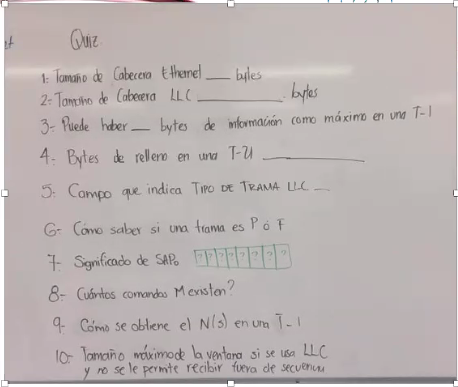 Quiz.
1- Tamaño de Cabecera Ethernet ___ bytes
2- Tamaño de Cabecera LLC ________ bytes
3- Puede haber __ bytes de información como máximo en una T-I
4- Bytes de relleno en una T-U __________
5- Campo que indica TIPO DE TRAMA LLC __
6- Cómo saber si una trama es P ó F
7- Significado de SAPs ? ? ? ? ? ? ? ?
8- Cuántos comandos M existen?
9- Cómo se obtiene el N(s) en una T-I
10- Tamaño máximo de la ventana si se usa LLC
y no se le permite recibir fuera de secuencia